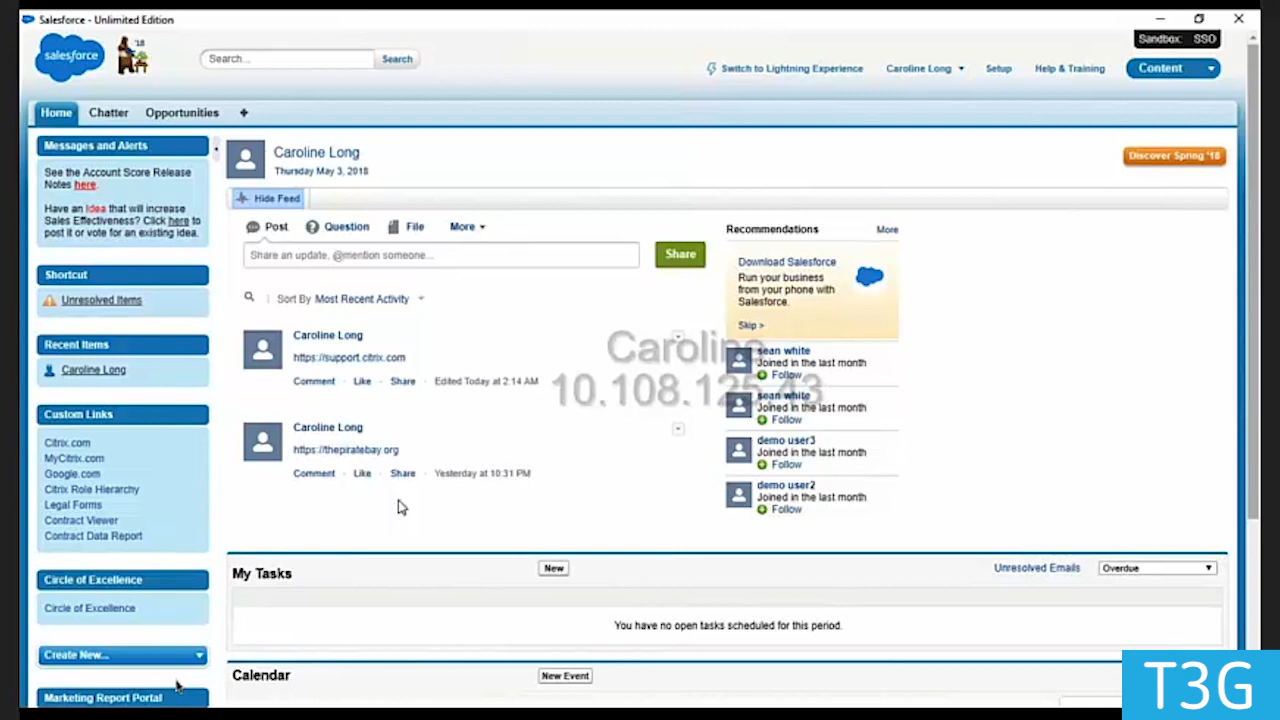 Salesforce - Unlimited Edition
salesforce
'18
Search...
Search
Switch to Lightning Experience
Caroline Long
Setup
Help & Training
Sandbox: SSO
Content
Home
Chatter
Opportunities
+
Messages and Alerts
See the Account Score Release
Notes here.
Have an Idea that will increase
Sales Effectiveness? Click here to
post it or vote for an existing idea.
Shortcut
Unresolved Items
Recent Items
Caroline Long
Custom Links
Citrix.com
MyCitrix.com
Google.com
Citrix Role Hierarchy
Legal Forms
Contract Viewer
Contract Data Report
Circle of Excellence
Circle of Excellence
Create New...
Marketing Report Portal
Caroline Long
Thursday May 3, 2018
Discover Spring '18
Hide Feed
Post
Question
File
More
Share an update, @mention someone...
Share
Sort By Most Recent Activity
Caroline Long
https://support.citrix.com
Comment · Like · Share · Edited Today at 2:14 AM
Caroline Long
https://thepiratebay.org
Comment · Like · Share · Yesterday at 10:31 PM
Caroline
10.108.125.43
Recommendations
More
Download Salesforce
Run your business
from your phone with
Salesforce.
Skip >
sean white
Joined in the last month
Follow
sean white
Joined in the last month
Follow
demo user3
Joined in the last month
Follow
demo user2
Joined in the last month
Follow
My Tasks
New
Unresolved Emails
Overdue
You have no open tasks scheduled for this period.
Calendar
New Event
T3G